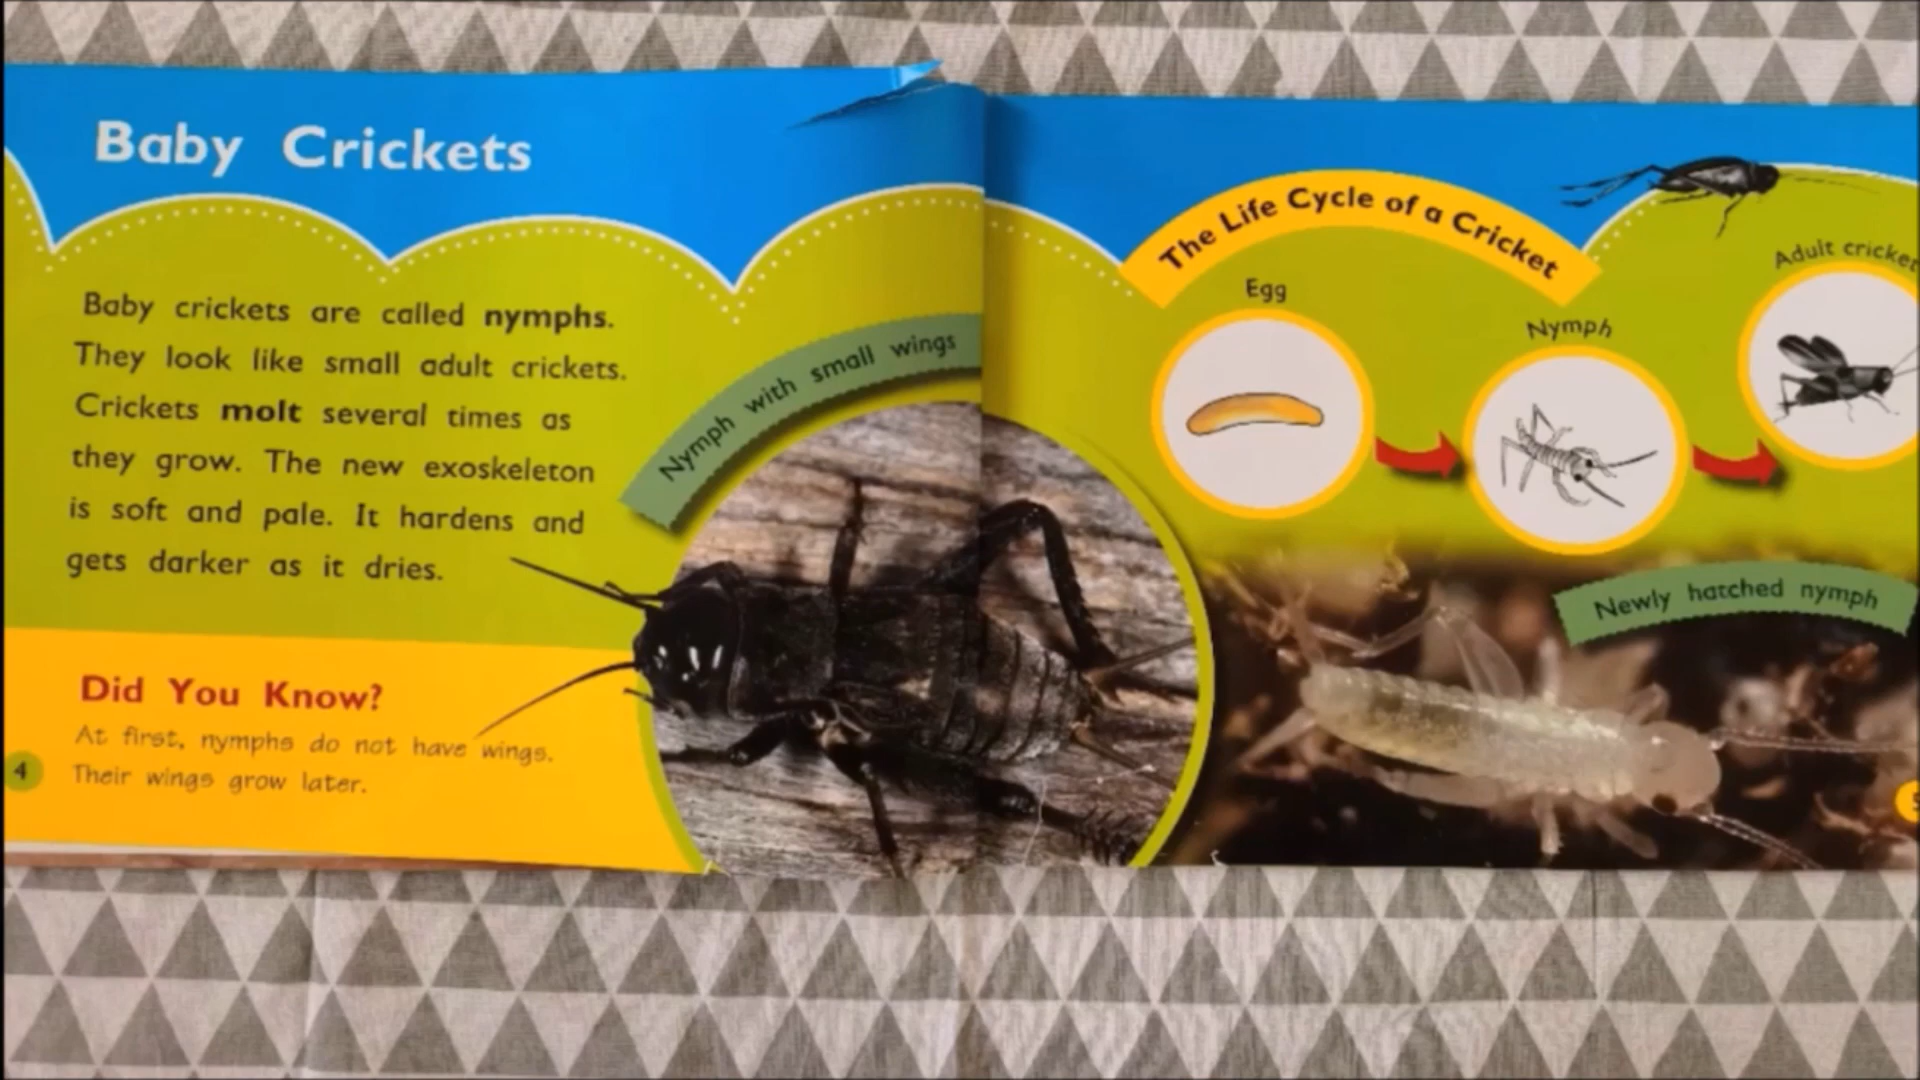 Baby Crickets
Baby crickets are called nymphs.
They look like small adult crickets.
Crickets molt several times as
they grow. The new exoskeleton
is soft and pale. It hardens and
gets darker as it dries.
Nymph with small wings
Did You Know?
At first, nymphs do not have wings.
Their wings grow later.
4
The Life Cycle of a Cricket
Egg
Nymph
Adult cricket
Newly hatched nymph
5